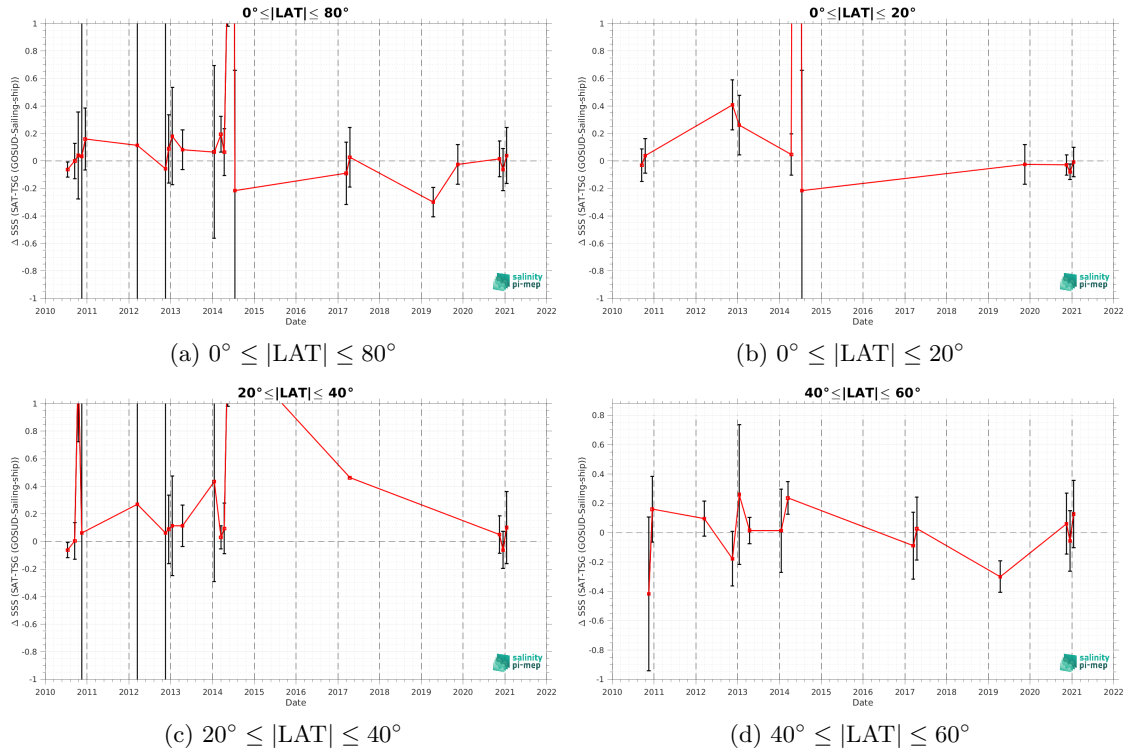 0°≤|LAT|≤ 80°
1
0.8
0.6
0.4
0.2
0
-0.2
-0.4
-0.6
-0.8
-1
Δ SSS (SAT-TSG (GOSUD-Sailing-ship))
2010 2011 2012 2013 2014 2015 2016 2017 2018 2019 2020 2021 2022
Date
salinity
pi-mep
(a) 0° ≤ |LAT| ≤ 80°
0°≤|LAT|≤ 20°
1
0.8
0.6
0.4
0.2
0
-0.2
-0.4
-0.6
-0.8
-1
Δ SSS (SAT-TSG (GOSUD-Sailing-ship))
2010 2011 2012 2013 2014 2015 2016 2017 2018 2019 2020 2021 2022
Date
salinity
pi-mep
(b) 0° ≤ |LAT| ≤ 20°
20°≤|LAT|≤ 40°
1
0.8
0.6
0.4
0.2
0
-0.2
-0.4
-0.6
-0.8
-1
Δ SSS (SAT-TSG (GOSUD-Sailing-ship))
2010 2011 2012 2013 2014 2015 2016 2017 2018 2019 2020 2021 2022
Date
salinity
pi-mep
(c) 20° ≤ |LAT| ≤ 40°
40°≤|LAT|≤ 60°
0.8
0.6
0.4
0.2
0
-0.2
-0.4
-0.6
-0.8
-1
Δ SSS (SAT-TSG (GOSUD-Sailing-ship))
2010 2011 2012 2013 2014 2015 2016 2017 2018 2019 2020 2021 2022
Date
salinity
pi-mep
(d) 40° ≤ |LAT| ≤ 60°